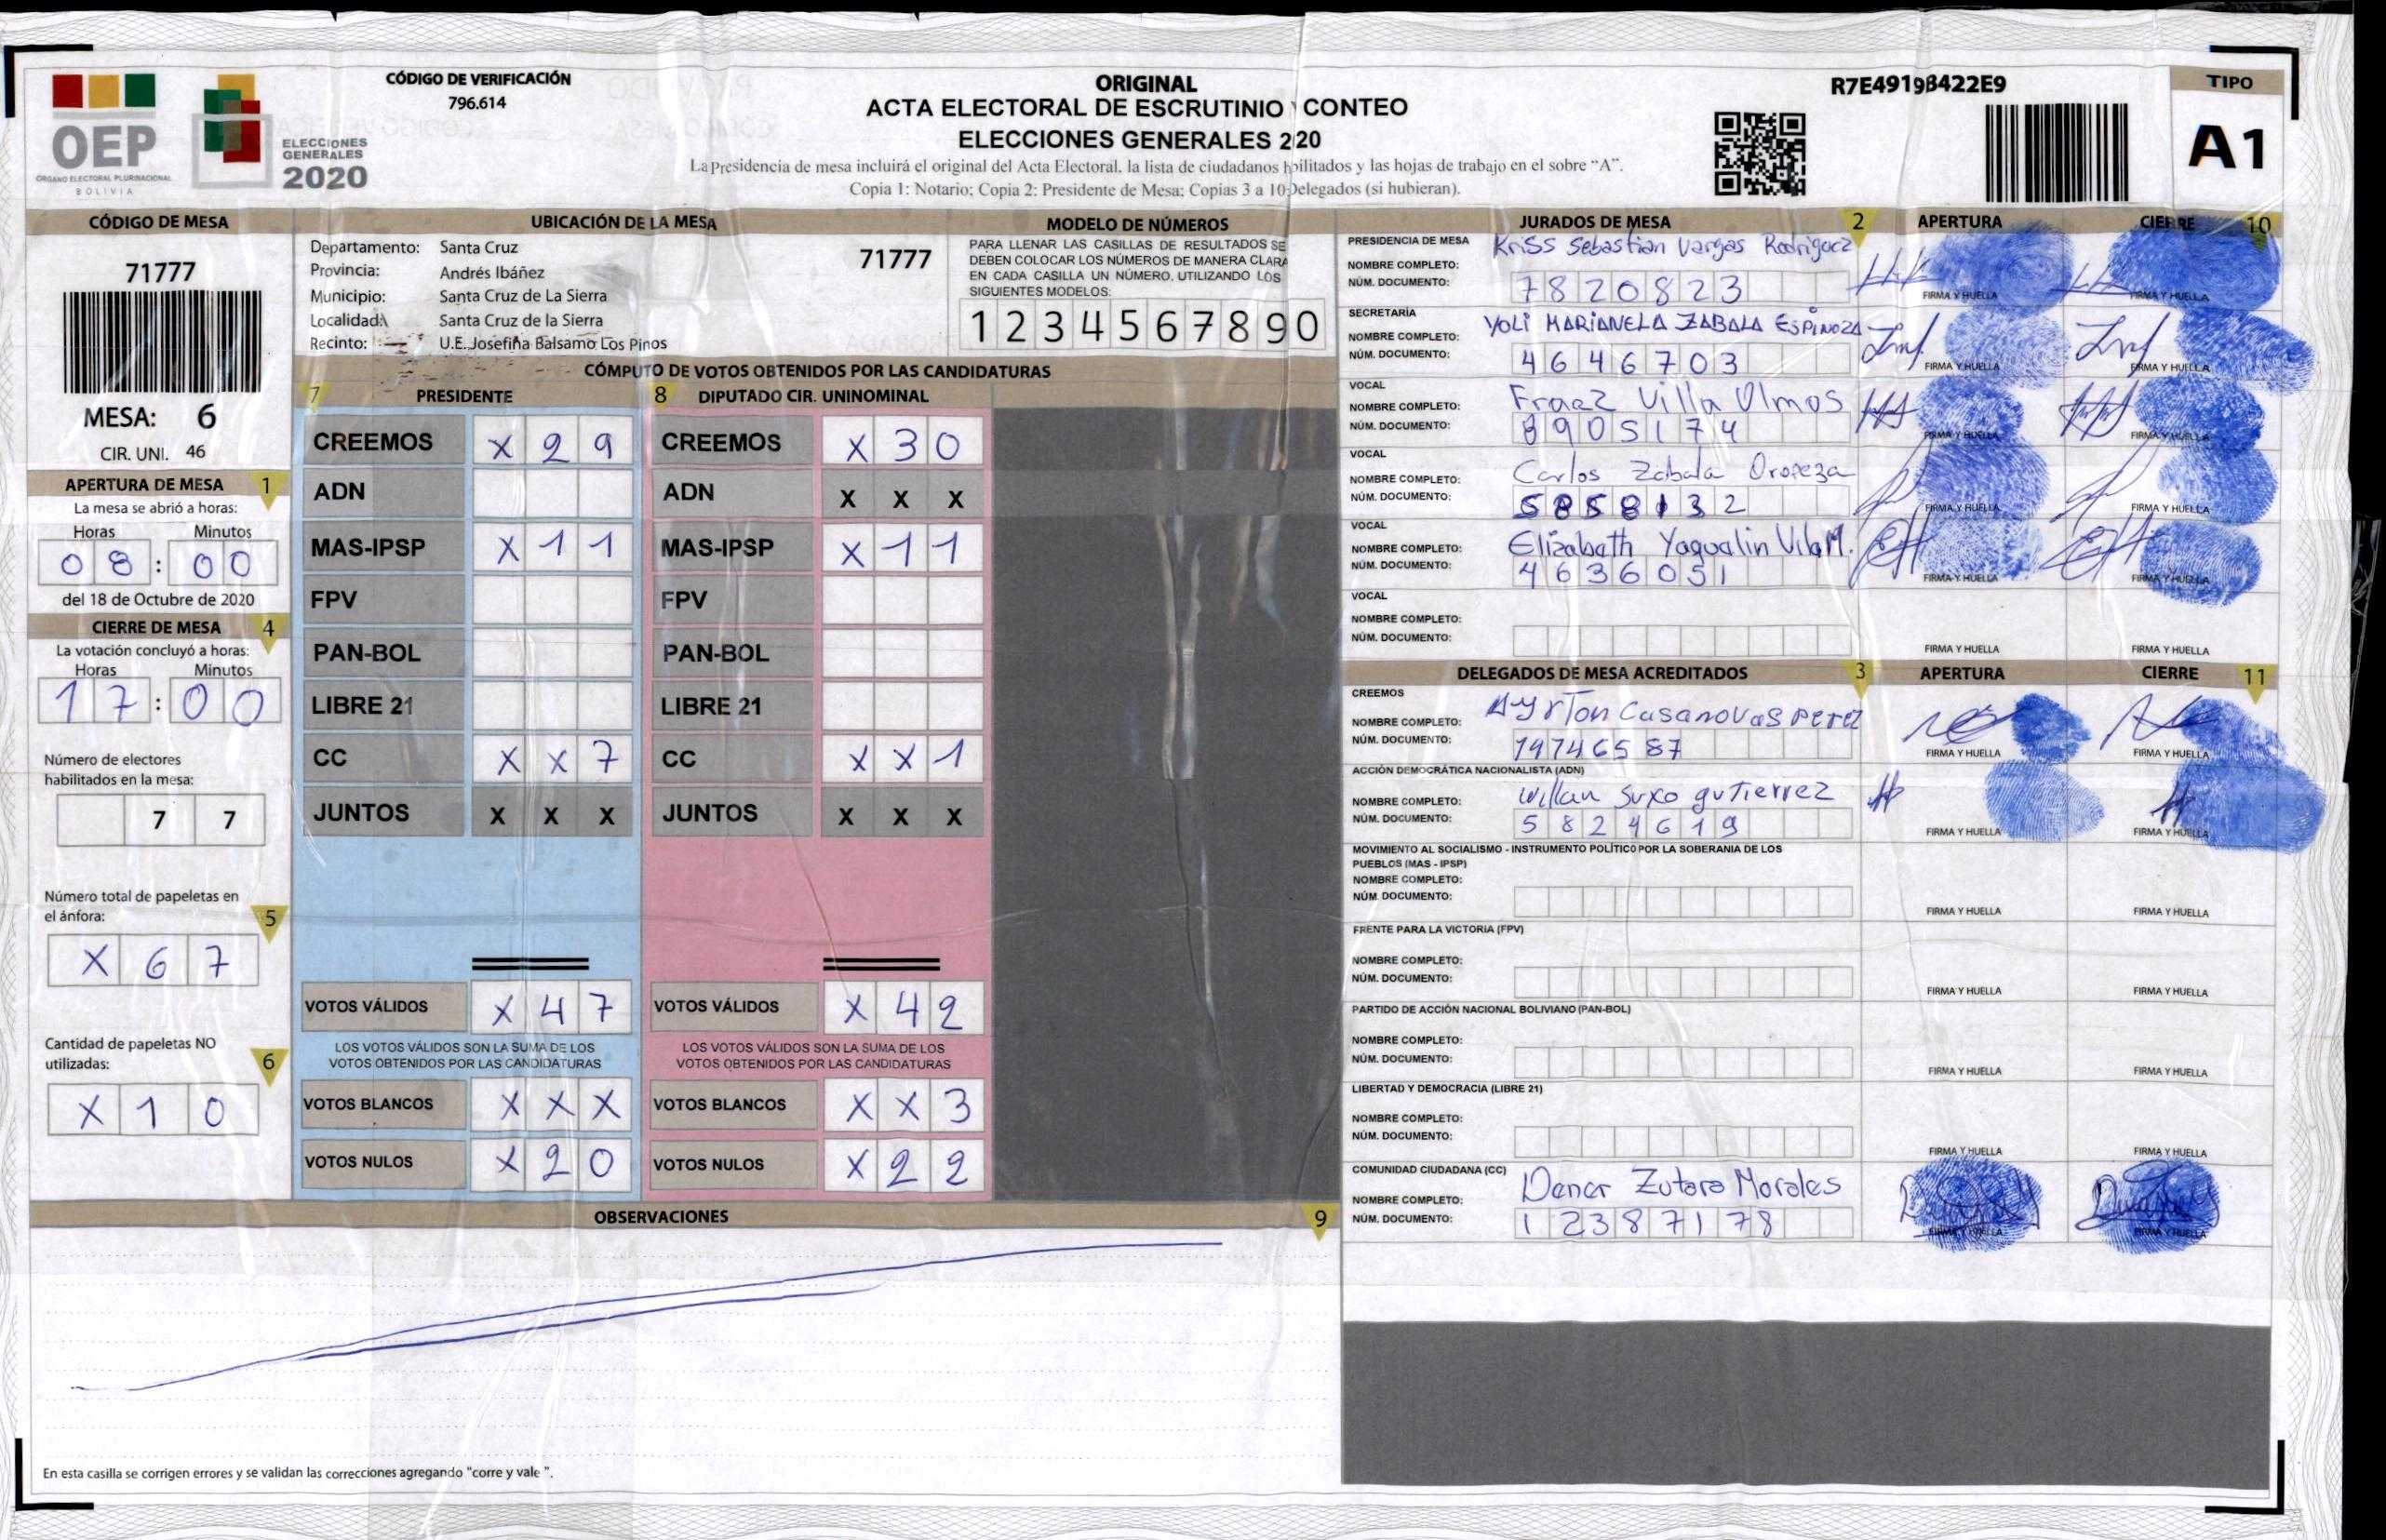 OEP
ÓRGANO ELECTORAL PLURINACIONAL
BOLIVIA
ELECCIONES
GENERALES
2020
CÓDIGO DE VERIFICACIÓN
796.614
ORIGINAL
ACTA ELECTORAL DE ESCRUTINIO CONTEO
ELECCIONES GENERALES 2 20
La Presidencia de mesa incluirá el original del Acta Electoral, la lista de ciudadanos h bilitados y las hojas de trabajo en el sobre “A”.
Copia 1: Notario; Copia 2: Presidente de Mesa; Copias 3 a 10 Delegados (si hubieran).
R7E4919B422E9
TIPO
A1
CÓDIGO DE MESA
71777
MESA: 6
CIR. UNI. 46
APERTURA DE MESA 1
La mesa se abrió a horas:
Horas Minutos
08:00
del 18 de Octubre de 2020
CIERRE DE MESA 4
La votación concluyó a horas:
Horas Minutos
17:00
Número de electores
habilitados en la mesa:
7 7
Número total de papeletas en
el ánfora: 5
X 6 7
Cantidad de papeletas NO
utilizadas: 6
X 1 0
UBICACIÓN DE LA MESA
Departamento: Santa Cruz
71777
Provincia: Andrés Ibáñez
Municipio: Santa Cruz de La Sierra
Localidad: Santa Cruz de la Sierra
Recinto: U.E. Josefina Balsamo Los Pinos
MODELO DE NÚMEROS
PARA LLENAR LAS CASILLAS DE RESULTADOS SE
DEBEN COLOCAR LOS NÚMEROS DE MANERA CLARA
EN CADA CASILLA UN NÚMERO, UTILIZANDO LOS
SIGUIENTES MODELOS:
1 2 3 4 5 6 7 8 9 0
CÓMPUTO DE VOTOS OBTENIDOS POR LAS CANDIDATURAS
7 PRESIDENTE
CREEMOS X 2 9
ADN
MAS-IPSP X 1 1
FPV
PAN-BOL
LIBRE 21
CC X X 7
JUNTOS X X X
VOTOS VÁLIDOS X 4 7
LOS VOTOS VÁLIDOS SON LA SUMA DE LOS
VOTOS OBTENIDOS POR LAS CANDIDATURAS
VOTOS BLANCOS X X X
VOTOS NULOS X 2 0
8 DIPUTADO CIR. UNINOMINAL
CREEMOS X 3 0
ADN X X X
MAS-IPSP X 1 1
FPV
PAN-BOL
LIBRE 21
CC X X 1
JUNTOS X X X
VOTOS VÁLIDOS X 4 2
LOS VOTOS VÁLIDOS SON LA SUMA DE LOS
VOTOS OBTENIDOS POR LAS CANDIDATURAS
VOTOS BLANCOS X X 3
VOTOS NULOS X 2 2
OBSERVACIONES 9
En esta casilla se corrigen errores y se validan las correcciones agregando "corre y vale ".
JURADOS DE MESA 2 APERTURA CIERRE 10
PRESIDENCIA DE MESA
NOMBRE COMPLETO: Kriss Sebastian Vargas Rodriguez
NÚM. DOCUMENTO: 7820823
FIRMA Y HUELLA FIRMA Y HUELLA
SECRETARÍA
NOMBRE COMPLETO: YOLI MARIANELA ZABALA ESPINOZA
NÚM. DOCUMENTO: 4646703
FIRMA Y HUELLA FIRMA Y HUELLA
VOCAL
NOMBRE COMPLETO: Villa Olmos
NÚM. DOCUMENTO: 8905174
FIRMA Y HUELLA FIRMA Y HUELLA
VOCAL
NOMBRE COMPLETO: Carlos Zabala Oropeza
NÚM. DOCUMENTO: 5858132
FIRMA Y HUELLA FIRMA Y HUELLA
VOCAL
NOMBRE COMPLETO: Elizabath Yaqualin Vila M.
NÚM. DOCUMENTO: 4636051
FIRMA Y HUELLA FIRMA Y HUELLA
VOCAL
NOMBRE COMPLETO:
NÚM. DOCUMENTO:
FIRMA Y HUELLA FIRMA Y HUELLA
DELEGADOS DE MESA ACREDITADOS 3 APERTURA CIERRE 11
CREEMOS
NOMBRE COMPLETO: Ayrton Casanovas Perez
NÚM. DOCUMENTO: 14746587
FIRMA Y HUELLA FIRMA Y HUELLA
ACCIÓN DEMOCRÁTICA NACIONALISTA (ADN)
NOMBRE COMPLETO: Willan Suxo gutierrez
NÚM. DOCUMENTO: 5824619
FIRMA Y HUELLA FIRMA Y HUELLA
MOVIMIENTO AL SOCIALISMO - INSTRUMENTO POLÍTICO POR LA SOBERANIA DE LOS
PUEBLOS (MAS - IPSP)
NOMBRE COMPLETO:
NÚM. DOCUMENTO:
FIRMA Y HUELLA FIRMA Y HUELLA
FRENTE PARA LA VICTORIA (FPV)
NOMBRE COMPLETO:
NÚM. DOCUMENTO:
FIRMA Y HUELLA FIRMA Y HUELLA
PARTIDO DE ACCIÓN NACIONAL BOLIVIANO (PAN-BOL)
NOMBRE COMPLETO:
NÚM. DOCUMENTO:
FIRMA Y HUELLA FIRMA Y HUELLA
LIBERTAD Y DEMOCRACIA (LIBRE 21)
NOMBRE COMPLETO:
NÚM. DOCUMENTO:
FIRMA Y HUELLA FIRMA Y HUELLA
COMUNIDAD CIUDADANA (CC)
NOMBRE COMPLETO: Dener Zutara Morales
NÚM. DOCUMENTO: 12387178
FIRMA Y HUELLA FIRMA Y HUELLA